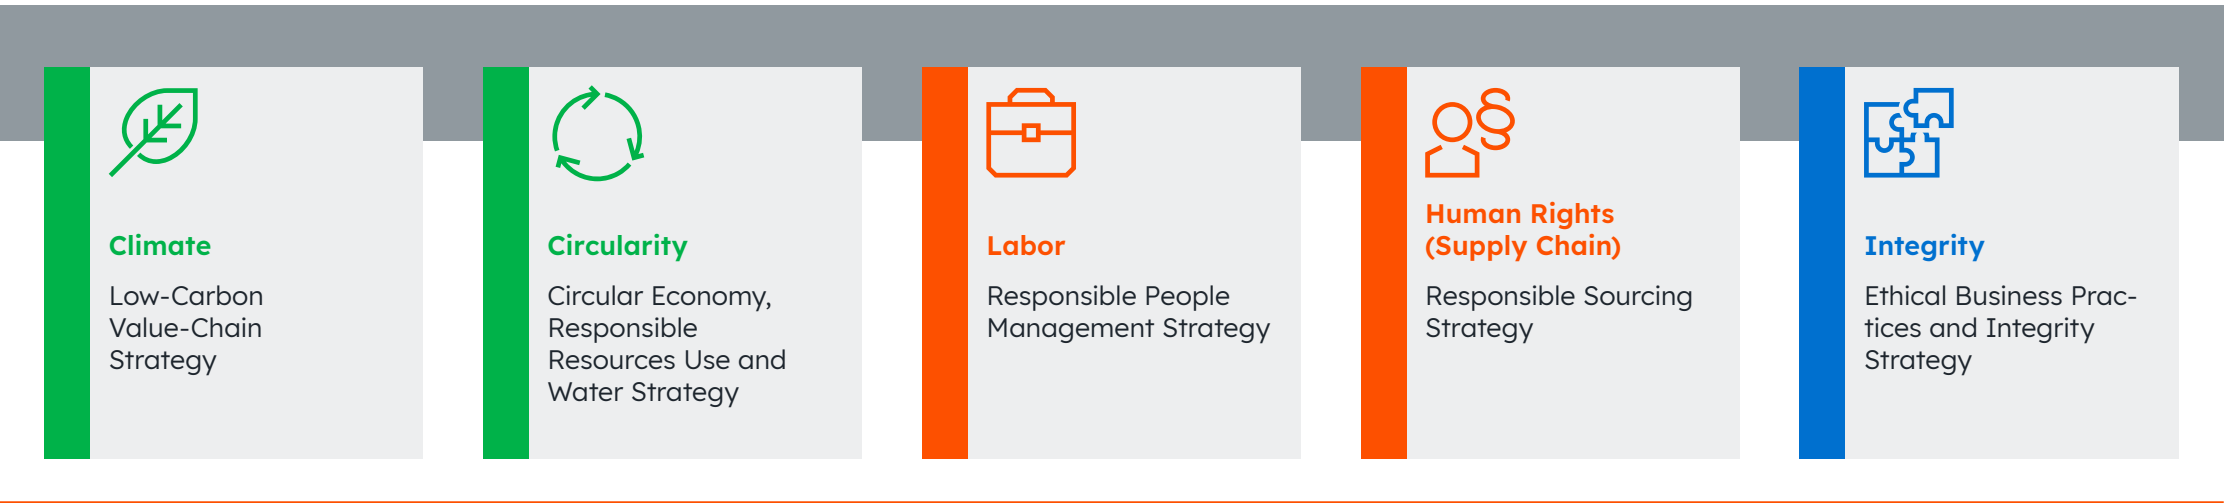 Climate
Low-Carbon
Value-Chain
Strategy
Circularity
Circular Economy,
Responsible
Resources Use and
Water Strategy
Labor
Responsible People
Management Strategy
Human Rights
(Supply Chain)
Responsible Sourcing
Strategy
Integrity
Ethical Business Prac-
tices and Integrity
Strategy